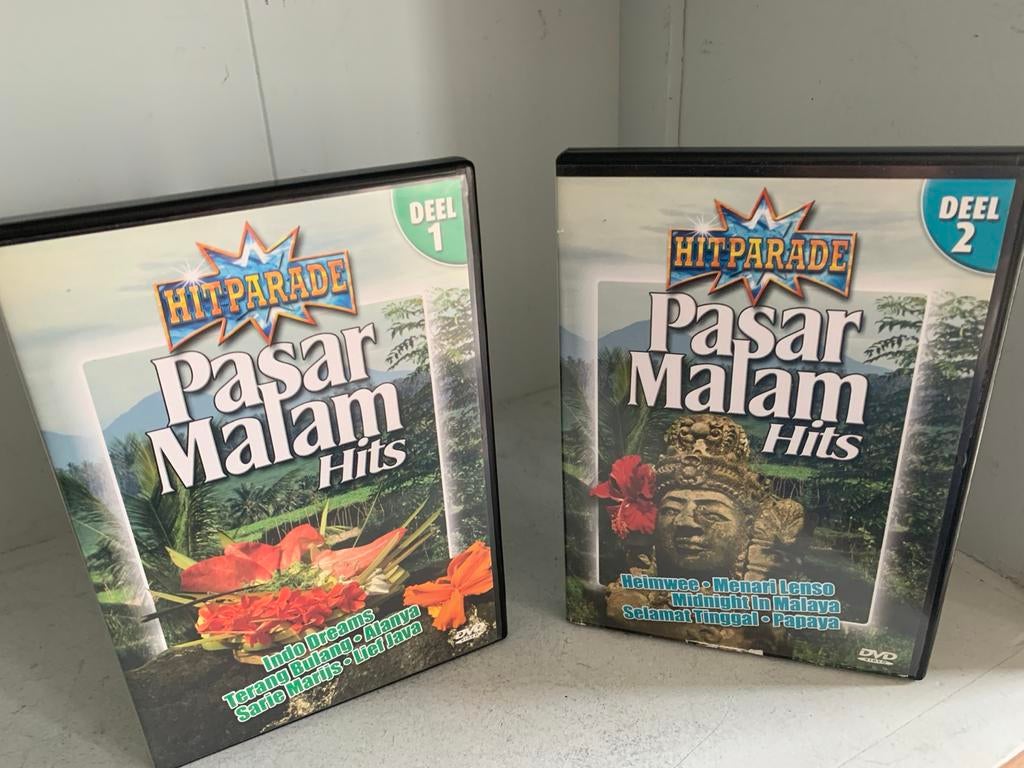 DEEL
1
HITPARADE
Pasar
Malam
Hits
Indo Dreams
Terang Bulang • Alanya
Sarie Marijs • Lief Java
DVD
DEEL
2
HITPARADE
Pasar
Malam
Hits
Heimwee • Menari Lenso
Midnight In Malaya
Selamat Tinggal • Papaya
DVD
VIDEO